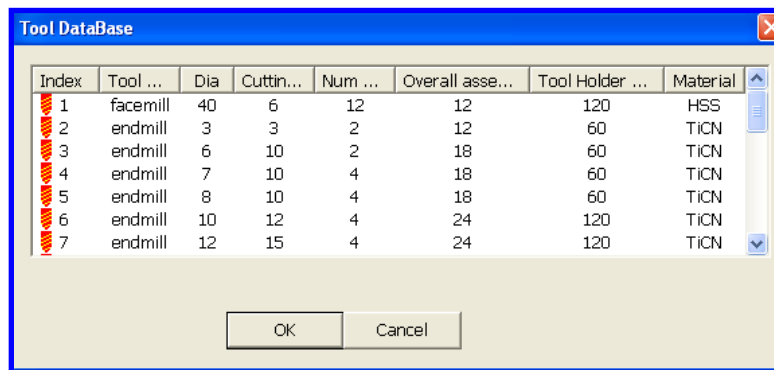 Tool DataBase
Index Tool ... Dia Cuttin... Num ... Overall asse... Tool Holder ... Material
1 facemill 40 6 12 12 120 HSS
2 endmill 3 3 2 12 60 TiCN
3 endmill 6 10 2 18 60 TiCN
4 endmill 7 10 4 18 60 TiCN
5 endmill 8 10 4 18 60 TiCN
6 endmill 10 12 4 24 120 TiCN
7 endmill 12 15 4 24 120 TiCN
OK Cancel